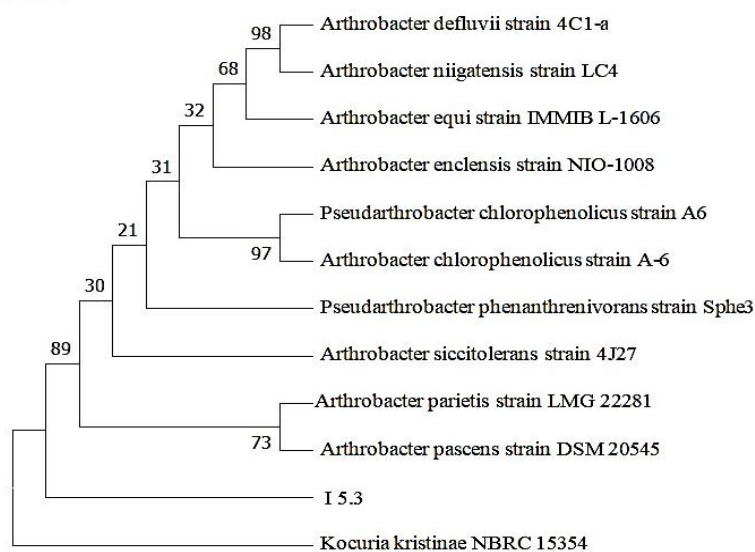 98
Arthrobacter defluvii strain 4C1-a
Arthrobacter niigatensis strain LC4
68
Arthrobacter equi strain IMMIB L-1606
32
Arthrobacter enclensis strain NIO-1008
31
Pseudarthrobacter chlorophenolicus strain A6
97
Arthrobacter chlorophenolicus strain A-6
21
Pseudarthrobacter phenanthrenivorans strain Sphe3
30
Arthrobacter siccitolerans strain 4J27
89
Arthrobacter parietis strain LMG 22281
73
Arthrobacter pascens strain DSM 20545
I 5.3
Kocuria kristinae NBRC 15354